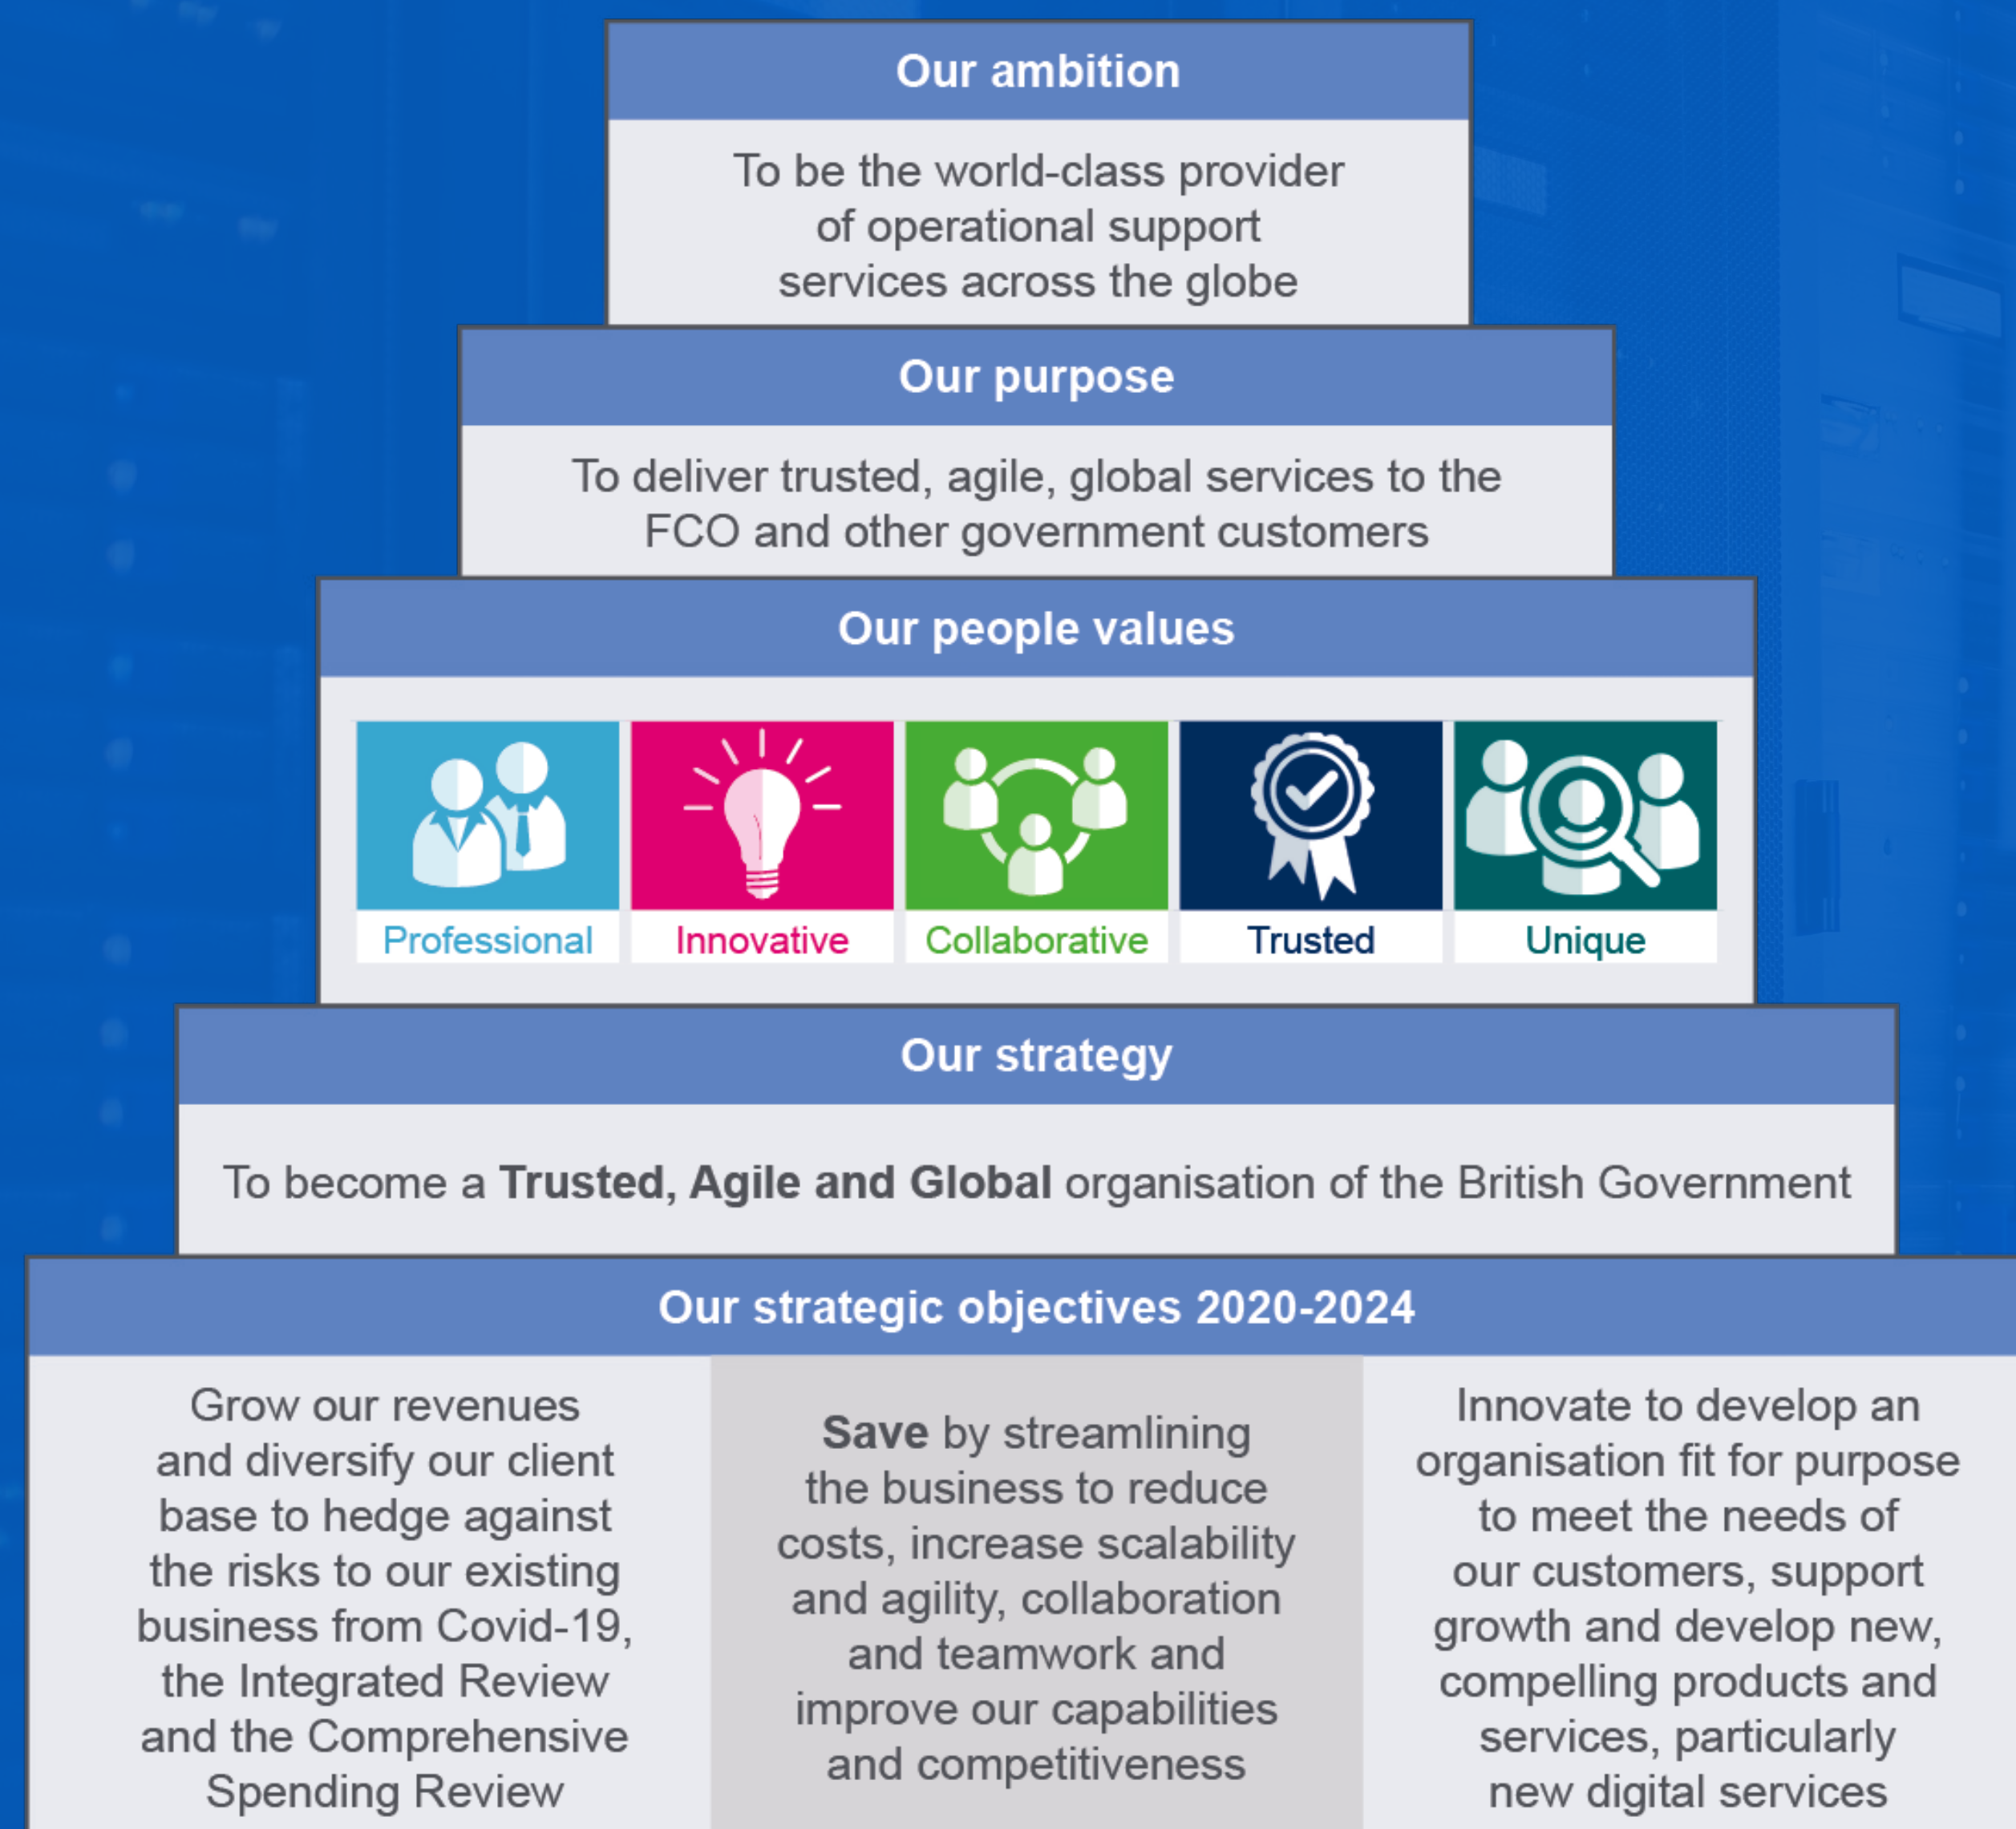 Our ambition
To be the world-class provider
of operational support
services across the globe
Our purpose
To deliver trusted, agile, global services to the
FCO and other government customers
Our people values
Professional
Innovative
Collaborative
Trusted
Unique
Our strategy
To become a Trusted, Agile and Global organisation of the British Government
Our strategic objectives 2020-2024
Grow our revenues
and diversify our client
base to hedge against
the risks to our existing
business from Covid-19,
the Integrated Review
and the Comprehensive
Spending Review
Save by streamlining
the business to reduce
costs, increase scalability
and agility, collaboration
and teamwork and
improve our capabilities
and competitiveness
Innovate to develop an
organisation fit for purpose
to meet the needs of
our customers, support
growth and develop new,
compelling products and
services, particularly
new digital services